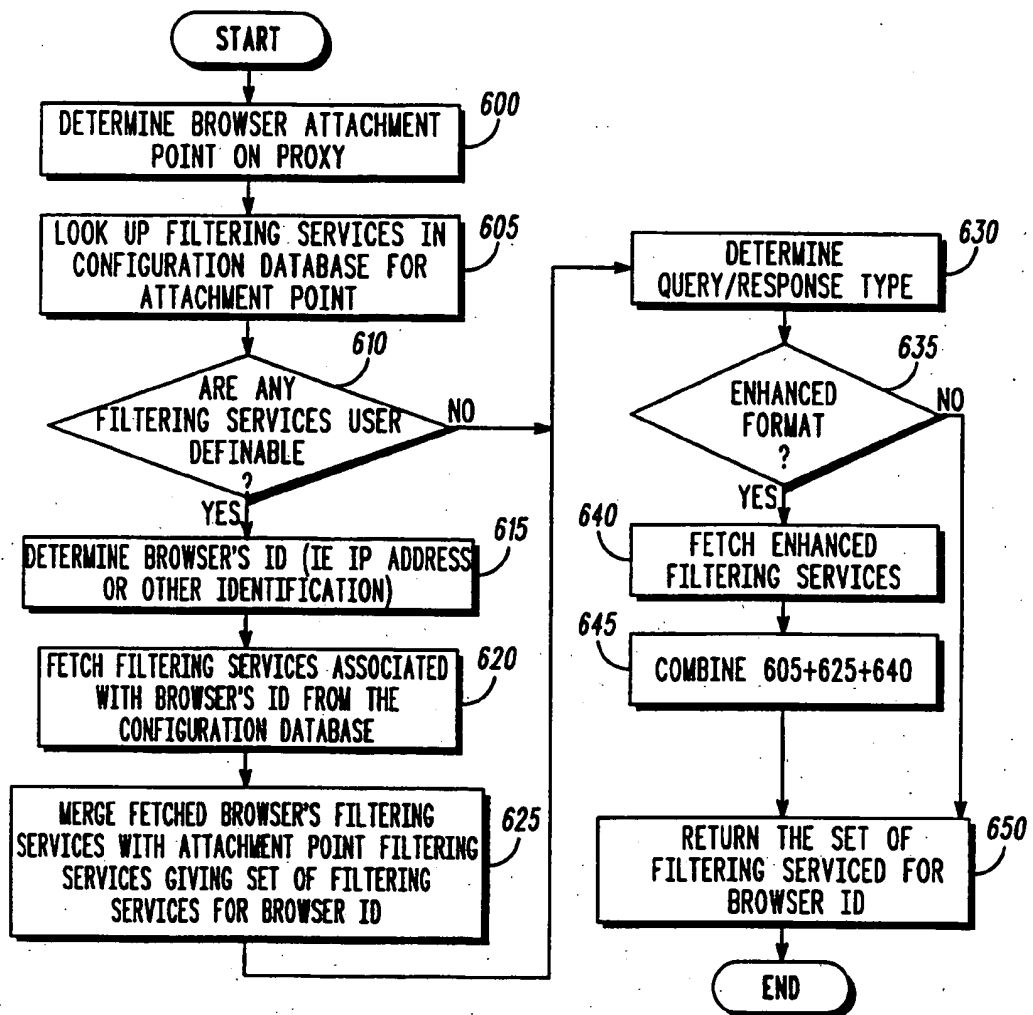 START
DETERMINE BROWSER ATTACHMENT
POINT ON PROXY
600
LOOK UP FILTERING SERVICES IN
CONFIGURATION DATABASE FOR
ATTACHMENT POINT
605
610
ARE ANY
FILTERING SERVICES USER
DEFINABLE
?
NO
YES
DETERMINE BROWSER'S ID (IE IP ADDRESS
OR OTHER IDENTIFICATION)
615
FETCH FILTERING SERVICES ASSOCIATED
WITH BROWSER'S ID FROM THE
CONFIGURATION DATABASE
620
MERGE FETCHED BROWSER'S FILTERING
SERVICES WITH ATTACHMENT POINT FILTERING
SERVICES GIVING SET OF FILTERING
SERVICES FOR BROWSER ID
625
DETERMINE
QUERY/RESPONSE TYPE
630
635
ENHANCED
FORMAT
?
NO
YES
640
FETCH ENHANCED
FILTERING SERVICES
645
COMBINE 605+625+640
RETURN THE SET OF
FILTERING SERVICED FOR
BROWSER ID
650
END